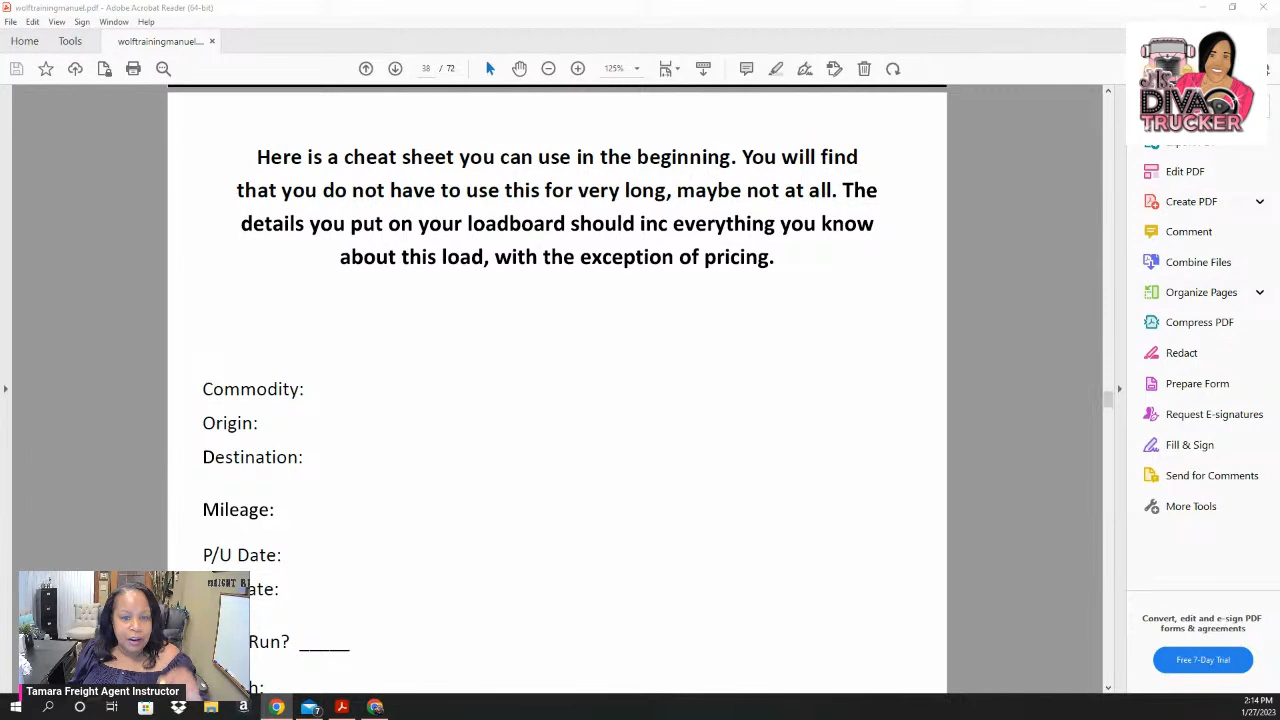 wolftrainingmanuel.pdf - Adobe Acrobat Reader (64-bit)
File Edit View Sign Window Help
Home Tools wolftrainingmanuel... ×
38 / 72 125%
Ms. DIVA TRUCKER
Here is a cheat sheet you can use in the beginning. You will find
that you do not have to use this for very long, maybe not at all. The
details you put on your loadboard should inc everything you know
about this load, with the exception of pricing.
Commodity:
Origin:
Destination:
Mileage:
P/U Date:
ate:
Run? _____
h:
Edit PDF
Create PDF
Comment
Combine Files
Organize Pages
Compress PDF
Redact
Prepare Form
Request E-signatures
Fill & Sign
Send for Comments
More Tools
Convert, edit and e-sign PDF
forms & agreements
Free 7-Day Trial
Tamara Freight Agent Instructor
2:14 PM
1/27/2023